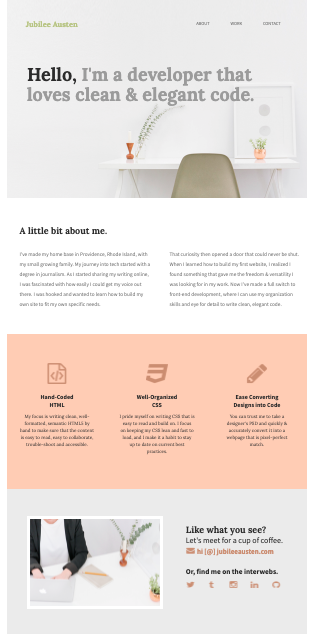 Jubilee Austen
ABOUT WORK CONTACT
Hello, I'm a developer that
loves clean & elegant code.
A little bit about me.
I've made my home base in Providense, Rhode Island, with
my small growing family. My journey into tech started with a
degree in journalism. As I started sharing my writing online,
I was fascinated with how easily I could get my voice out
there. I was hooked and wanted to learn how to build my
own site to fit my own specific needs.
That curiosity then opened a door that could never be shut.
When I learned how to build my first website, I realized I
found something that gave me the freedom & versatility I
was looking for in my work. Now I've made a full switch to
front-end development, where I can use my organization
skills and eye for detail to write clean, elegant code.
Hand-Coded
HTML
My focus is writing clean, well-
formatted, semantic HTML5 by
hand to make sure that the content
is easy to read, easy to collaborate,
trouble-shoot and accessible.
Well-Organized
CSS
I pride myself on writing CSS that is
easy to read and build on. I focus
on keeping my CSS lean and fast to
load, and I make it a habit to stay
up to date on current best
practices.
Ease Converting
Designs into Code
You can trust me to take a
designer's PSD and quickly &
accurately convert it into a
webpage that is pixel-perfect
match.
Like what you see?
Let's meet for a cup of coffee.
hi [@] jubileeausten.com
Or, find me on the interwebs.